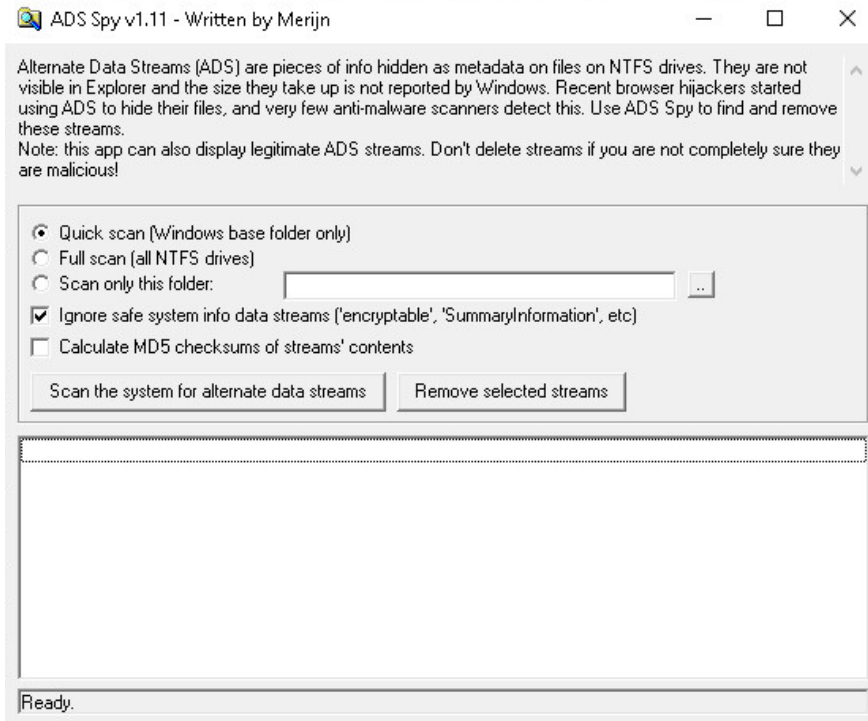 ADS Spy v1.11 - Written by Merijn
Alternate Data Streams (ADS) are pieces of info hidden as metadata on files on NTFS drives. They are not
visible in Explorer and the size they take up is not reported by Windows. Recent browser hijackers started
using ADS to hide their files, and very few anti-malware scanners detect this. Use ADS Spy to find and remove
these streams.
Note: this app can also display legitimate ADS streams. Don't delete streams if you are not completely sure they
are malicious!
Quick scan (Windows base folder only)
Full scan (all NTFS drives)
Scan only this folder:
..
Ignore safe system info data streams ('encryptable', 'SummaryInformation', etc)
Calculate MD5 checksums of streams' contents
Scan the system for alternate data streams
Remove selected streams
Ready.